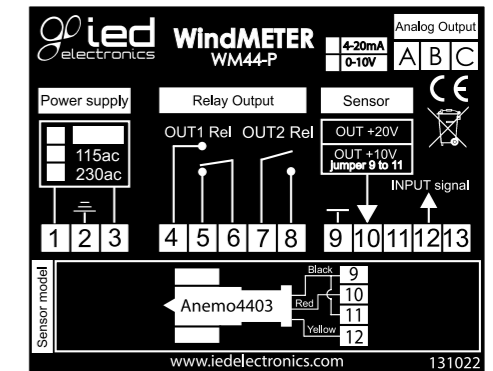 ied
electronics
WindMETER
WM44-P
4-20mA
0-10V
Analog Output
A B C
CE
Power supply
Relay Output
Sensor
115ac
230ac
OUT1 Rel OUT2 Rel
OUT +20V
OUT +10V
jumper 9 to 11
INPUT signal
1 2 3 4 5 6 7 8 9 10 11 12 13
Sensor model
Anemo4403
Black 9
Red 10
11
Yellow 12
www.iedelectronics.com
131022